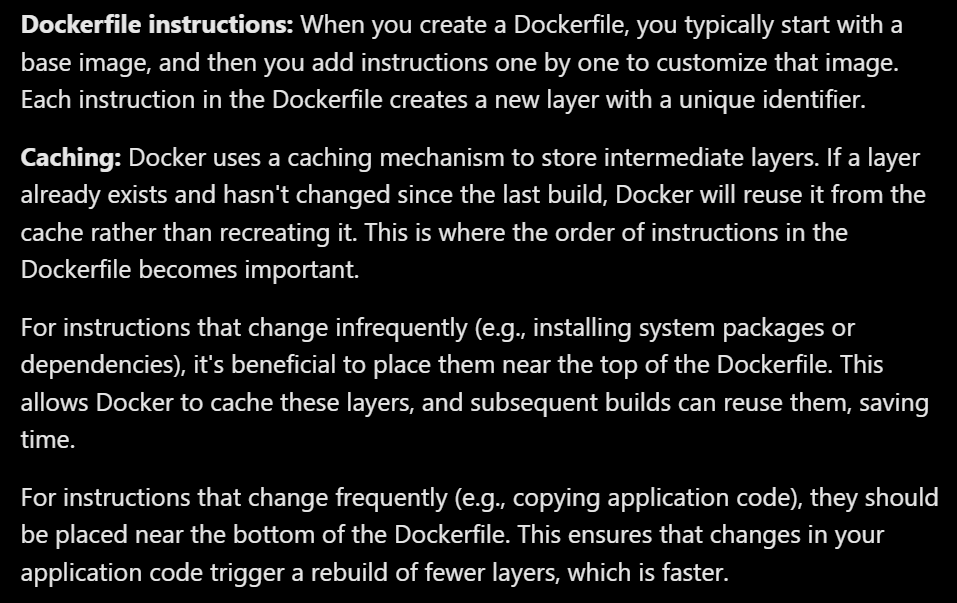 Dockerfile instructions: When you create a Dockerfile, you typically start with a
base image, and then you add instructions one by one to customize that image.
Each instruction in the Dockerfile creates a new layer with a unique identifier.
Caching: Docker uses a caching mechanism to store intermediate layers. If a layer
already exists and hasn't changed since the last build, Docker will reuse it from the
cache rather than recreating it. This is where the order of instructions in the
Dockerfile becomes important.
For instructions that change infrequently (e.g., installing system packages or
dependencies), it's beneficial to place them near the top of the Dockerfile. This
allows Docker to cache these layers, and subsequent builds can reuse them, saving
time.
For instructions that change frequently (e.g., copying application code), they should
be placed near the bottom of the Dockerfile. This ensures that changes in your
application code trigger a rebuild of fewer layers, which is faster.